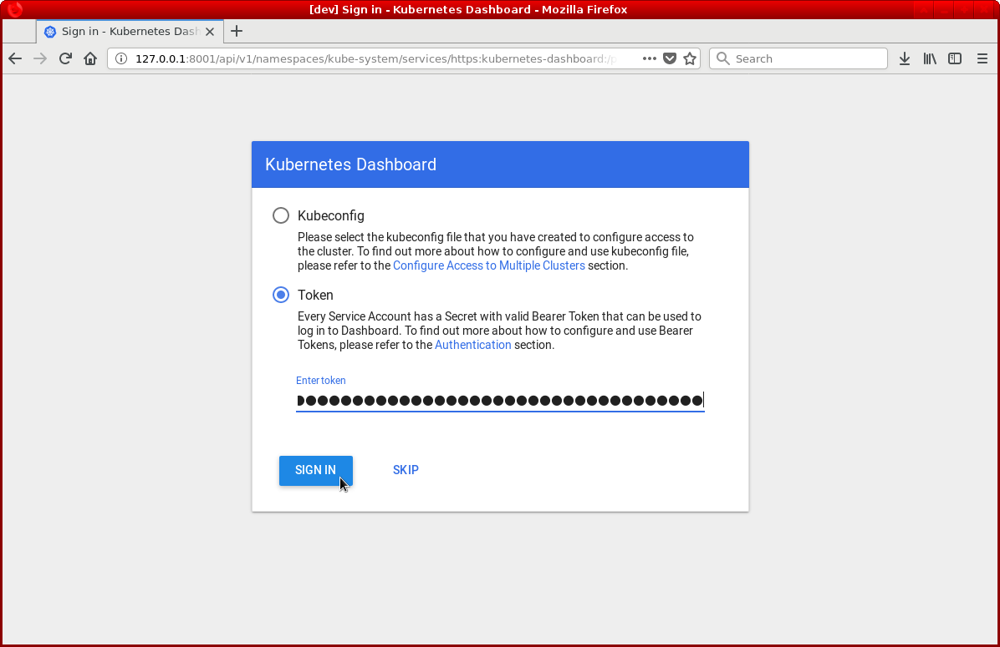 [dev] Sign in - Kubernetes Dashboard - Mozilla Firefox
Sign in - Kubernetes Dash
127.0.0.1:8001/api/v1/namespaces/kube-system/services/https:kubernetes-dashboard:/p
Search
Kubernetes Dashboard
Kubeconfig
Please select the kubeconfig file that you have created to configure access to
the cluster. To find out more about how to configure and use kubeconfig file,
please refer to the Configure Access to Multiple Clusters section.
Token
Every Service Account has a Secret with valid Bearer Token that can be used to
log in to Dashboard. To find out more about how to configure and use Bearer
Tokens, please refer to the Authentication section.
Enter token
SIGN IN
SKIP